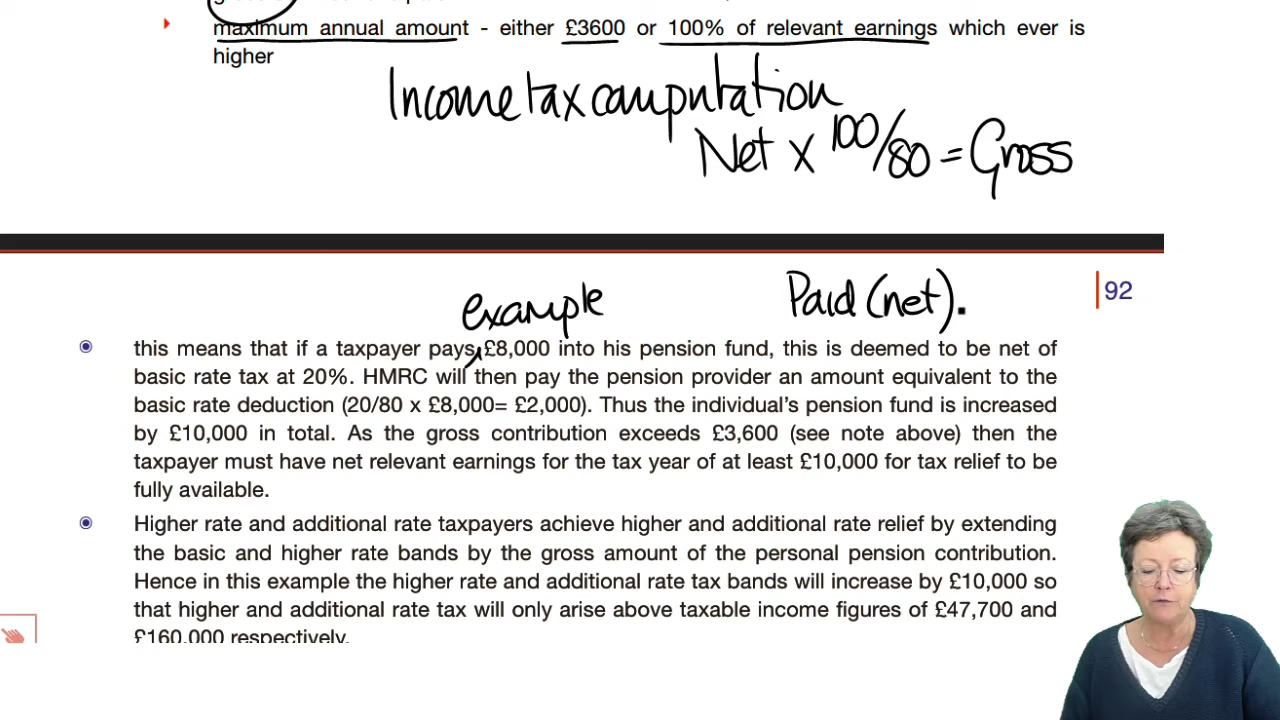 maximum annual amount - either £3600 or 100% of relevant earnings which ever is
higher
Income tax computation
Net x 100/80 = Gross
92
example Paid (net).
this means that if a taxpayer pays £8,000 into his pension fund, this is deemed to be net of
basic rate tax at 20%. HMRC will then pay the pension provider an amount equivalent to the
basic rate deduction (20/80 x £8,000= £2,000). Thus the individual's pension fund is increased
by £10,000 in total. As the gross contribution exceeds £3,600 (see note above) then the
taxpayer must have net relevant earnings for the tax year of at least £10,000 for tax relief to be
fully available.
Higher rate and additional rate taxpayers achieve higher and additional rate relief by extending
the basic and higher rate bands by the gross amount of the personal pension contribution.
Hence in this example the higher rate and additional rate tax bands will increase by £10,000 so
that higher and additional rate tax will only arise above taxable income figures of £47,700 and
£160,000 respectively.